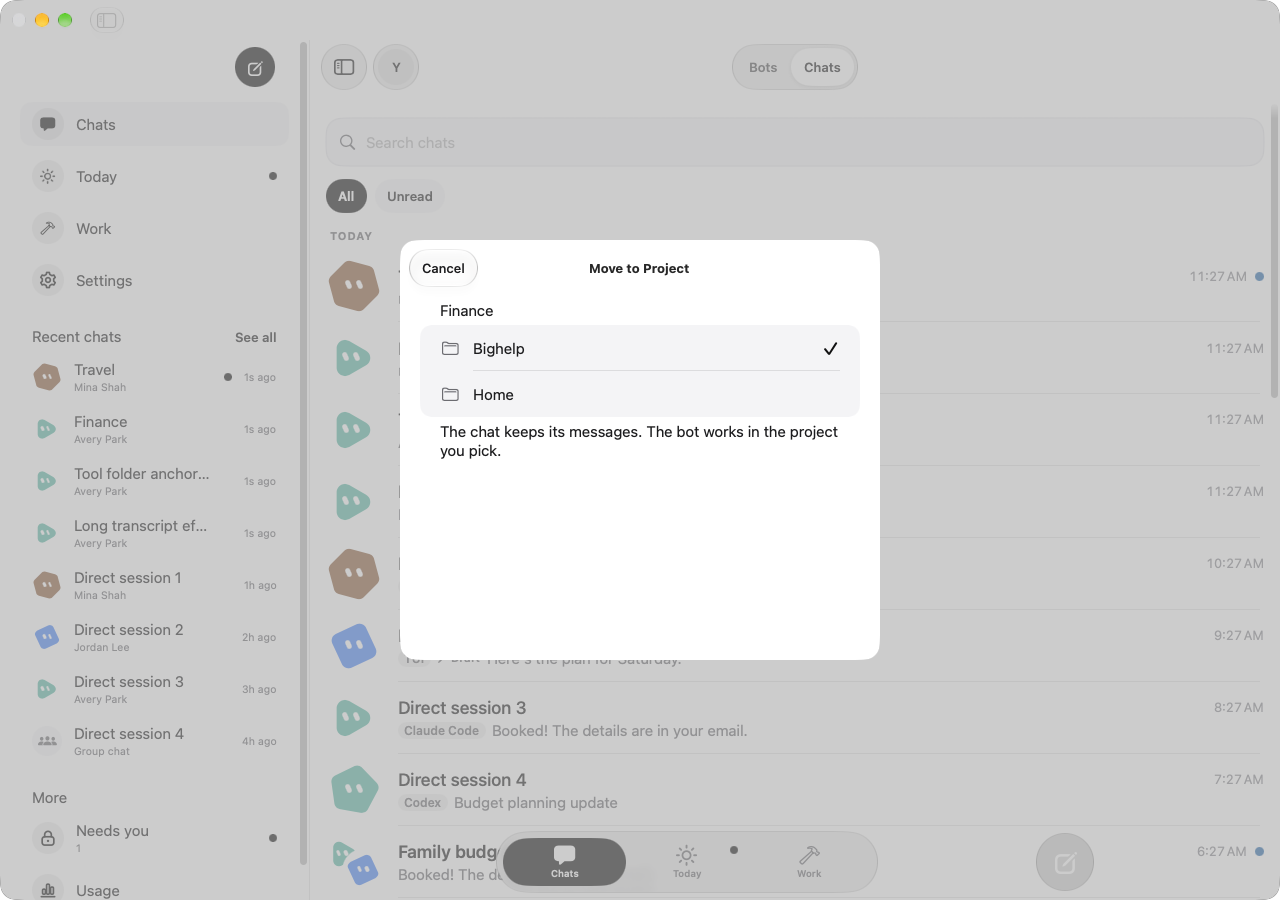 Y
Bots
Chats
Chats
Today
Work
Settings
Search chats
All
Unread
TODAY
Recent chats
See all
Travel
Mina Shah
1s ago
Finance
Avery Park
1s ago
Tool folder anchor...
Avery Park
1s ago
Long transcript ef...
Avery Park
1s ago
Direct session 1
Mina Shah
1h ago
Direct session 2
Jordan Lee
2h ago
Direct session 3
Avery Park
3h ago
Direct session 4
Group chat
4h ago
More
Needs you
1
Usage
Cancel
Move to Project
Finance
Bighelp
Home
The chat keeps its messages. The bot works in the project
you pick.
11:27 AM
11:27 AM
11:27 AM
11:27 AM
10:27 AM
9:27 AM
Here's the plan for Saturday.
Direct session 3
8:27 AM
Claude Code Booked! The details are in your email.
Direct session 4
7:27 AM
Codex Budget planning update
Family budg
6:27 AM
Booked! The de
Chats
Today
Work